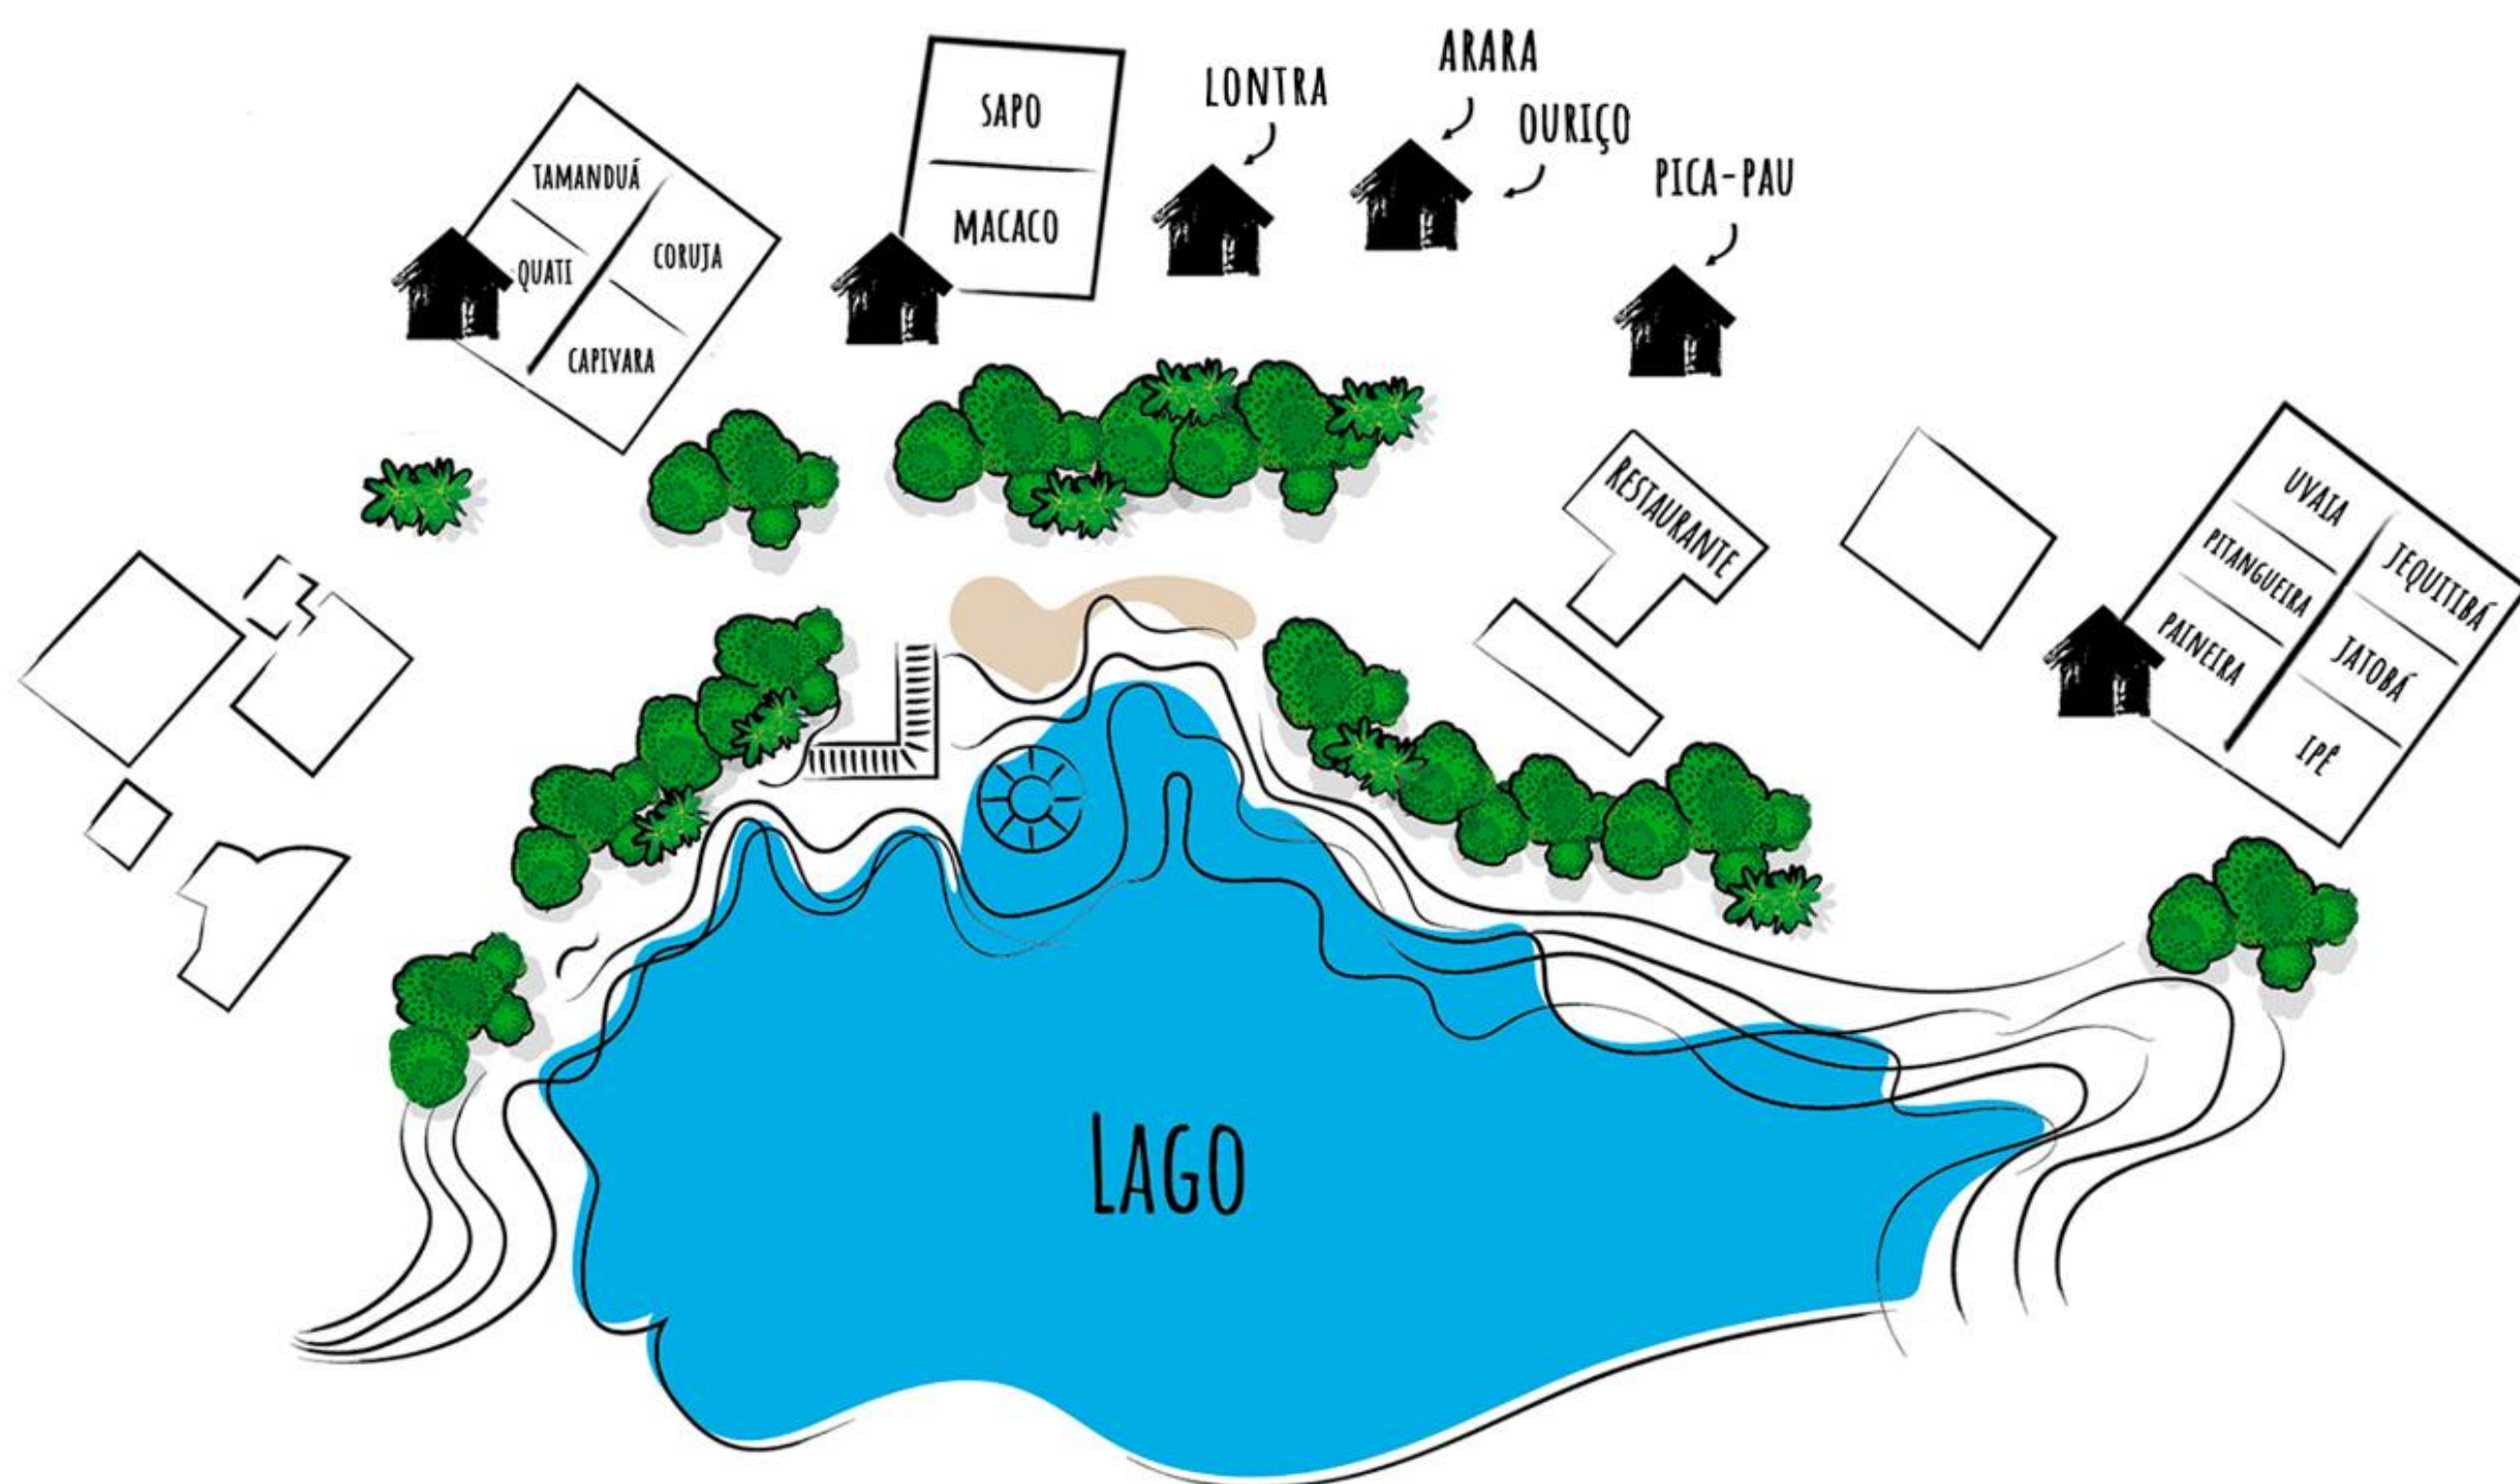 ARARA
LONTRA
SAPO
OURIÇO
PICA-PAU
TAMANDUÁ
MACACO
CORUJA
QUATI
CAPIVARA
RESTAURANTE
UVAIA
PITANGUEIRA
PAINEIRA
JEQUITIBÁ
JATOBÁ
IPÊ
LAGO